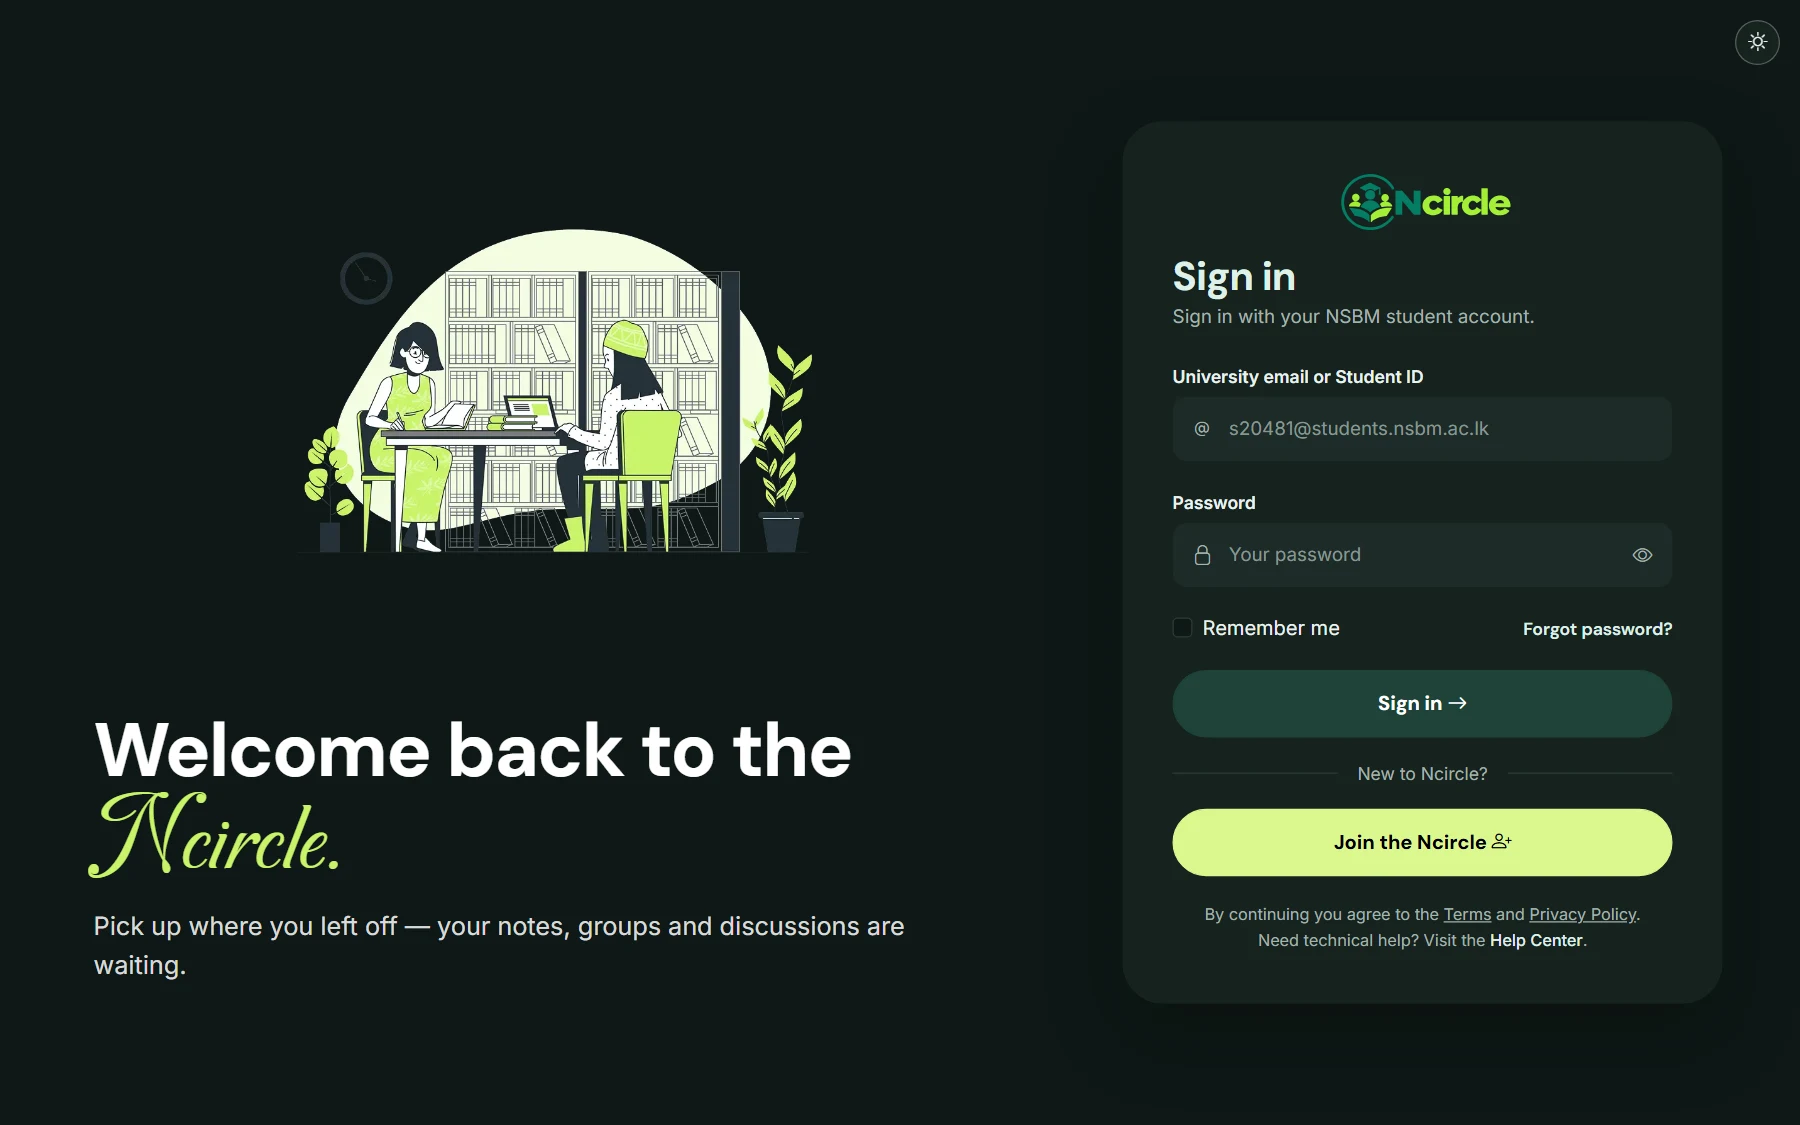 Welcome back to the
Ncircle.
Pick up where you left off — your notes, groups and discussions are
waiting.
Ncircle
Sign in
Sign in with your NSBM student account.
University email or Student ID
@ s20481@students.nsbm.ac.lk
Password
Your password
Remember me
Forgot password?
Sign in →
New to Ncircle?
Join the Ncircle
By continuing you agree to the Terms and Privacy Policy.
Need technical help? Visit the Help Center.